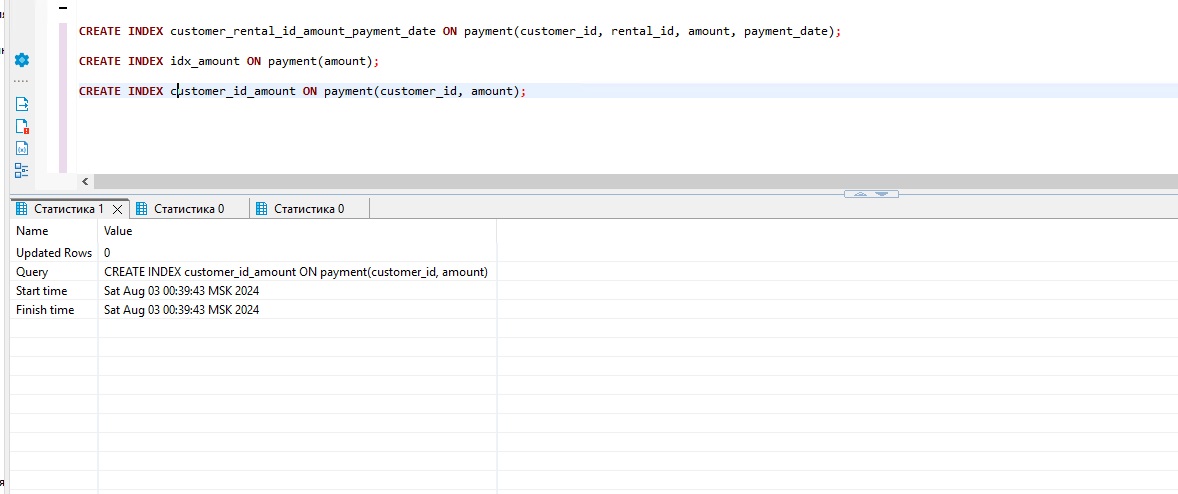 CREATE INDEX customer_rental_id_amount_payment_date ON payment(customer_id, rental_id, amount, payment_date);
CREATE INDEX idx_amount ON payment(amount);
CREATE INDEX customer_id_amount ON payment(customer_id, amount);
Статистика 1 Статистика 0 Статистика 0
Name Value
Updated Rows 0
Query CREATE INDEX customer_id_amount ON payment(customer_id, amount)
Start time Sat Aug 03 00:39:43 MSK 2024
Finish time Sat Aug 03 00:39:43 MSK 2024